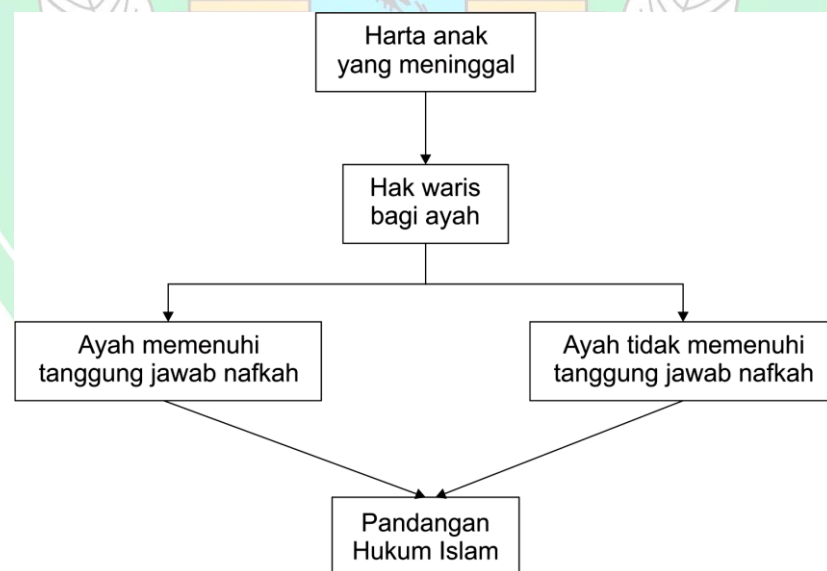 Harta anak
yang meninggal
Hak waris
bagi ayah
Ayah memenuhi
tanggung jawab nafkah
Ayah tidak memenuhi
tanggung jawab nafkah
Pandangan
Hukum Islam